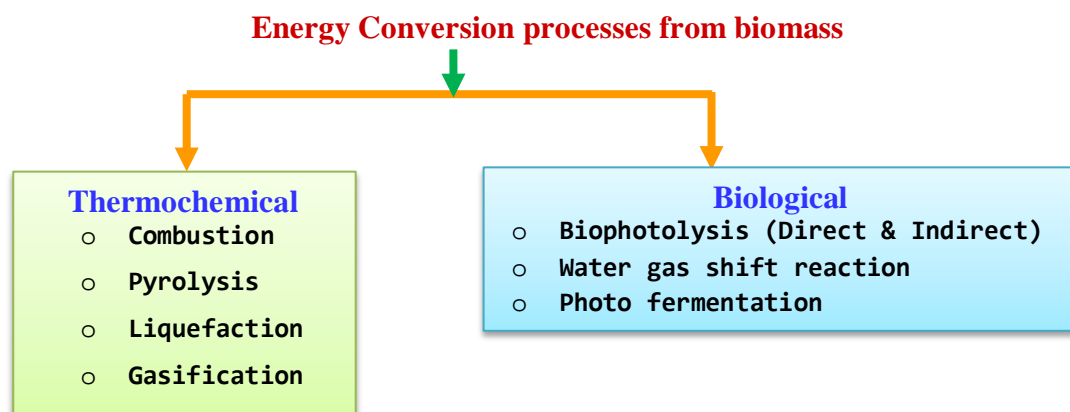 Energy Conversion processes from biomass
Thermochemical
o Combustion
o Pyrolysis
o Liquefaction
o Gasification
Biological
o Biophotolysis (Direct & Indirect)
o Water gas shift reaction
o Photo fermentation